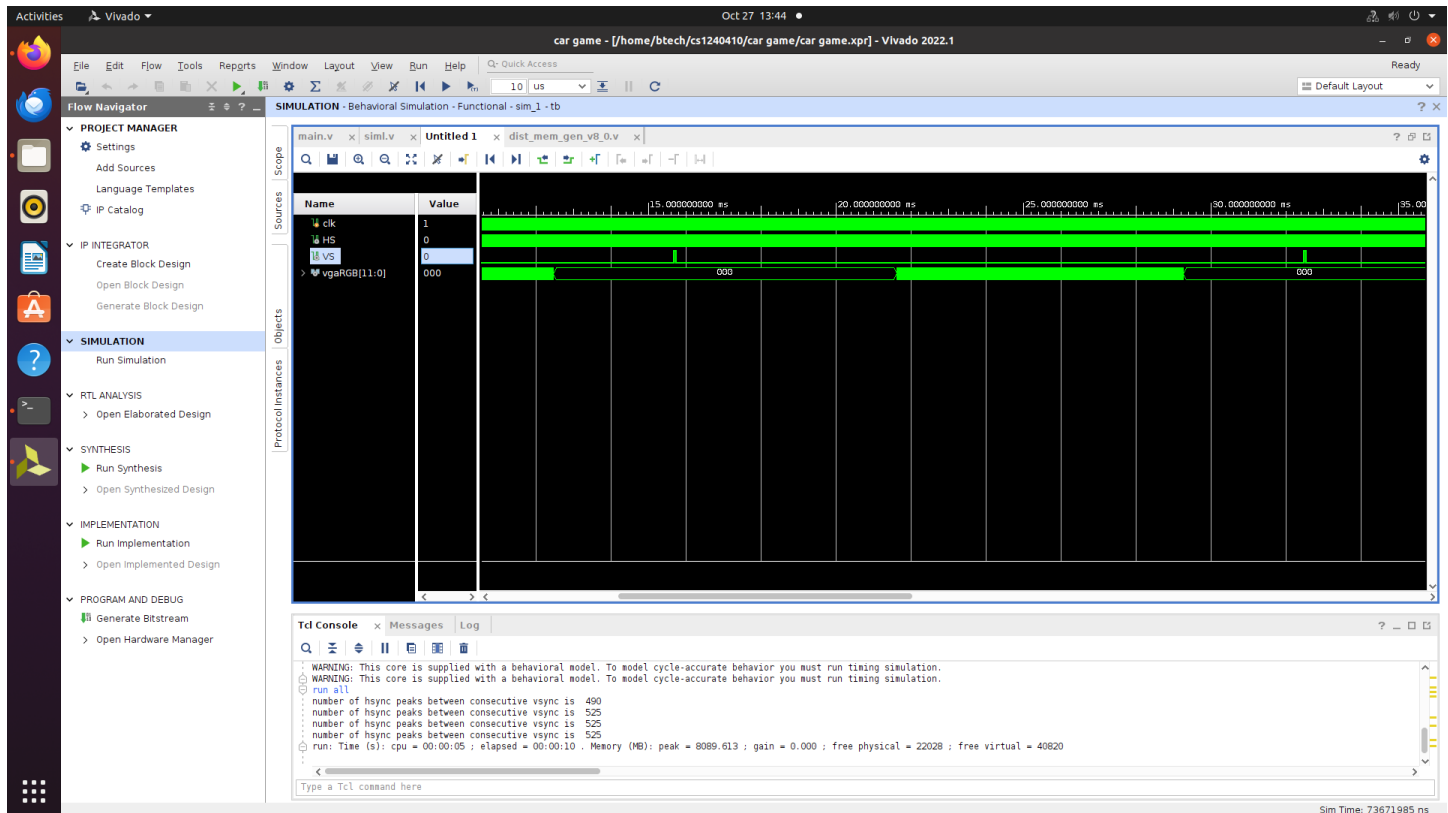 Activities Vivado Oct 27 13:44
car game - [/home/btech/cs1240410/car game/car game.xpr] - Vivado 2022.1
File Edit Flow Tools Reports Window Layout View Run Help Quick Access Ready
10 us Default Layout
Flow Navigator
SIMULATION - Behavioral Simulation - Functional - sim_1 - tb
PROJECT MANAGER
Settings
Add Sources
Language Templates
IP Catalog
IP INTEGRATOR
Create Block Design
Open Block Design
Generate Block Design
SIMULATION
Run Simulation
RTL ANALYSIS
Open Elaborated Design
SYNTHESIS
Run Synthesis
Open Synthesized Design
IMPLEMENTATION
Run Implementation
Open Implemented Design
PROGRAM AND DEBUG
Generate Bitstream
Open Hardware Manager
Scope
Sources
Objects
Protocol Instances
main.v siml.v Untitled 1 dist_mem_gen_v8_0.v
Name Value
15.000000000 ms 20.000000000 ms 25.000000000 ms 30.000000000 ms 35.00
clk 1
HS 0
VS 0
vgaRGB[11:0] 000 000 000
Tcl Console Messages Log
WARNING: This core is supplied with a behavioral model. To model cycle-accurate behavior you must run timing simulation.
WARNING: This core is supplied with a behavioral model. To model cycle-accurate behavior you must run timing simulation.
run all
number of hsync peaks between consecutive vsync is 490
number of hsync peaks between consecutive vsync is 525
number of hsync peaks between consecutive vsync is 525
number of hsync peaks between consecutive vsync is 525
run: Time (s): cpu = 00:00:05 ; elapsed = 00:00:10 . Memory (MB): peak = 8089.613 ; gain = 0.000 ; free physical = 22028 ; free virtual = 40820
Type a Tcl command here
Sim Time: 73671985 ns